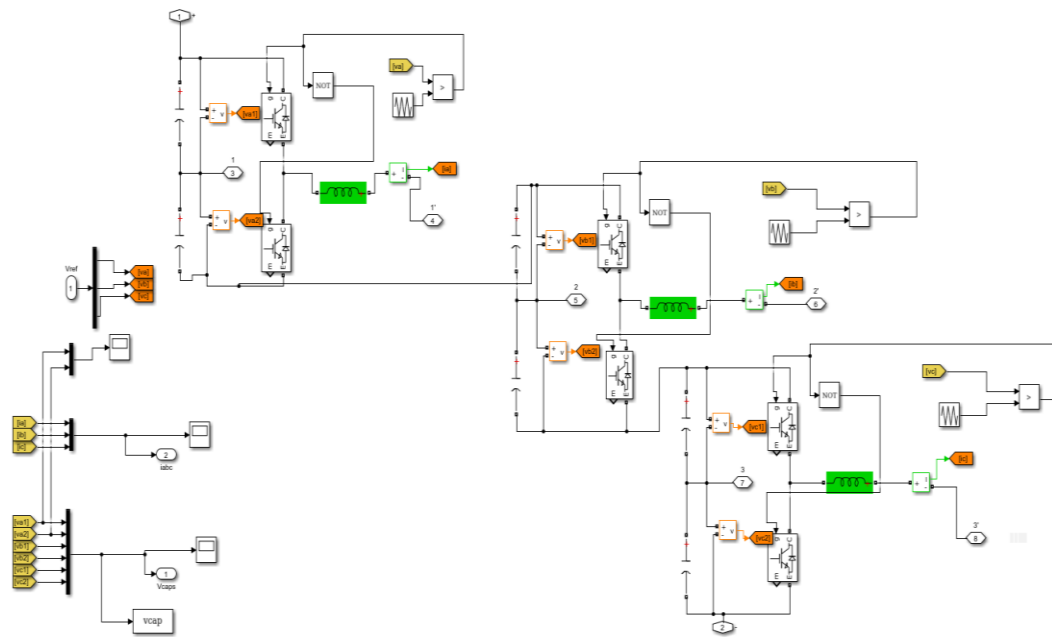 1
+
[va]
>
NOT
g C
+
-
v
[va1]
E E
1
3
+
i
-
[ia]
1'
4
+
-
v
[va2]
g C
E E
[vb]
>
NOT
g C
+
-
v
[vb1]
E E
Vref
1
[va]
[vb]
[vc]
2
5
+
i
-
[ib]
2'
6
+
-
v
[vb2]
g C
E E
[vc]
>
NOT
g C
+
-
v
[vc1]
E E
[ia]
[ib]
[ic]
2
iabc
3
7
+
i
-
[ic]
3'
8
+
-
v
[vc2]
g C
E E
[va1]
[va2]
[vb1]
[vb2]
[vc1]
[vc2]
1
Vcaps
vcap
2
-